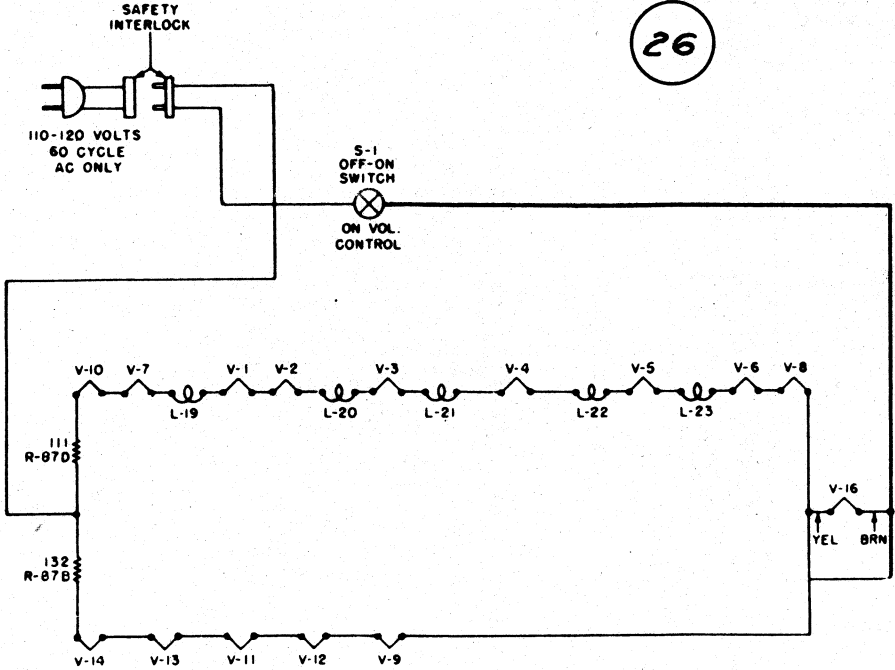 SAFETY
INTERLOCK
26
110-120 VOLTS
60 CYCLE
AC ONLY
S-1
OFF-ON
SWITCH
ON VOL.
CONTROL
V-10
V-7
V-1
V-2
V-3
V-4
V-5
V-6
V-8
L-19
L-20
L-21
L-22
L-23
111
R-87D
V-16
YEL
BRN
132
R-87B
V-14
V-13
V-11
V-12
V-9